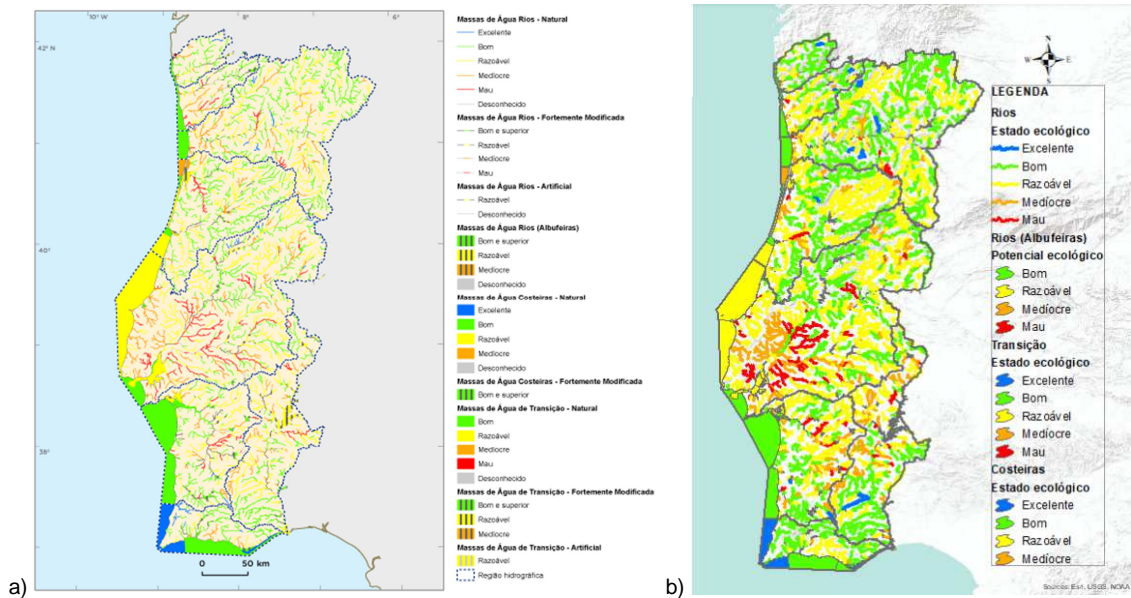 a)
10° W
8°
6°
42° N
40°
38°
0 50 km
Massas de Água Rios - Natural
Excelente
Bom
Razoável
Medíocre
Mau
Desconhecido
Massas de Água Rios - Fortemente Modificada
Bom e superior
Razoável
Medíocre
Mau
Massas de Água Rios - Artificial
Razoável
Desconhecido
Massas de Água Rios (Albufeiras)
Bom e superior
Razoável
Medíocre
Desconhecido
Massas de Água Costeiras - Natural
Excelente
Bom
Razoável
Medíocre
Desconhecido
Massas de Água Costeiras - Fortemente Modificada
Bom e superior
Massas de Água de Transição - Natural
Bom
Razoável
Medíocre
Mau
Desconhecido
Massas de Água de Transição - Fortemente Modificada
Bom e superior
Razoável
Medíocre
Massas de Água de Transição - Artificial
Razoável
Região hidrográfica
b)
N
W E
S
LEGENDA
Rios
Estado ecológico
Excelente
Bom
Razoável
Medíocre
Mau
Rios (Albufeiras)
Potencial ecológico
Bom
Razoável
Medíocre
Mau
Transição
Estado ecológico
Excelente
Bom
Razoável
Medíocre
Mau
Costeiras
Estado ecológico
Excelente
Bom
Razoável
Medíocre
Sources: Esri, USGS, NOAA